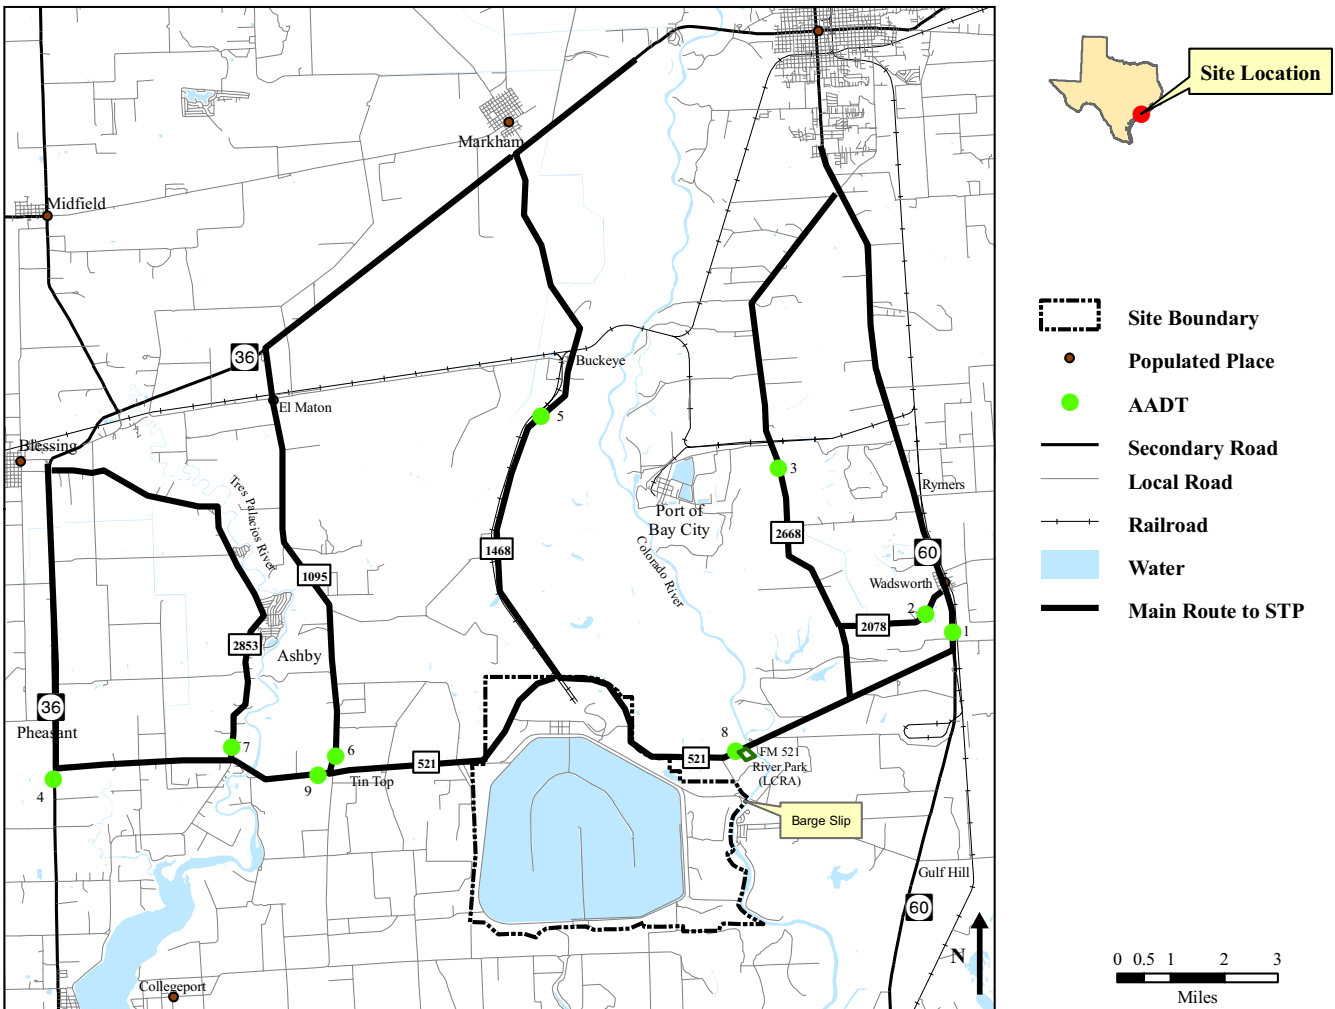 Markham
Midfield
36
Buckeye
El Maton
5
Blessing
3
Rymers
Tres Palacios River
Port of
Bay City
2668
1468
60
Colorado River
1095
Wadsworth
2
2078
1
2853
Ashby
36
Pheasant
8
7
6
521
521
FM 521
River Park
(LCRA)
Tin Top
9
4
Barge Slip
Gulf Hill
60
N
Collegeport
Site Location
Site Boundary
Populated Place
AADT
Secondary Road
Local Road
Railroad
Water
Main Route to STP
0 0.5 1 2 3
Miles